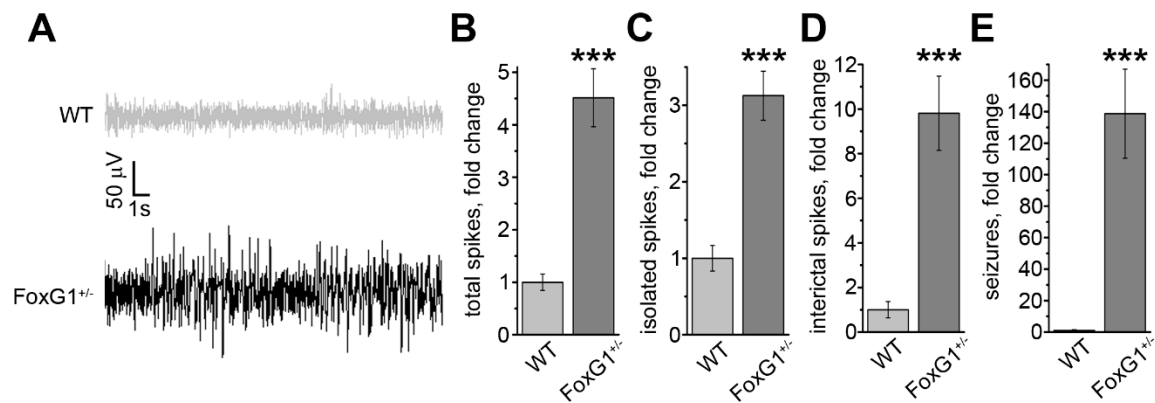 A
WT
50 µV
1s
FoxG1+/-
B
***
total spikes, fold change
5
4
3
2
1
0
WT
FoxG1+/-
C
***
isolated spikes, fold change
3
2
1
0
WT
FoxG1+/-
D
***
interictal spikes, fold change
12
10
8
6
4
2
0
WT
FoxG1+/-
E
***
seizures, fold change
160
140
120
100
80
60
40
20
0
WT
FoxG1+/-